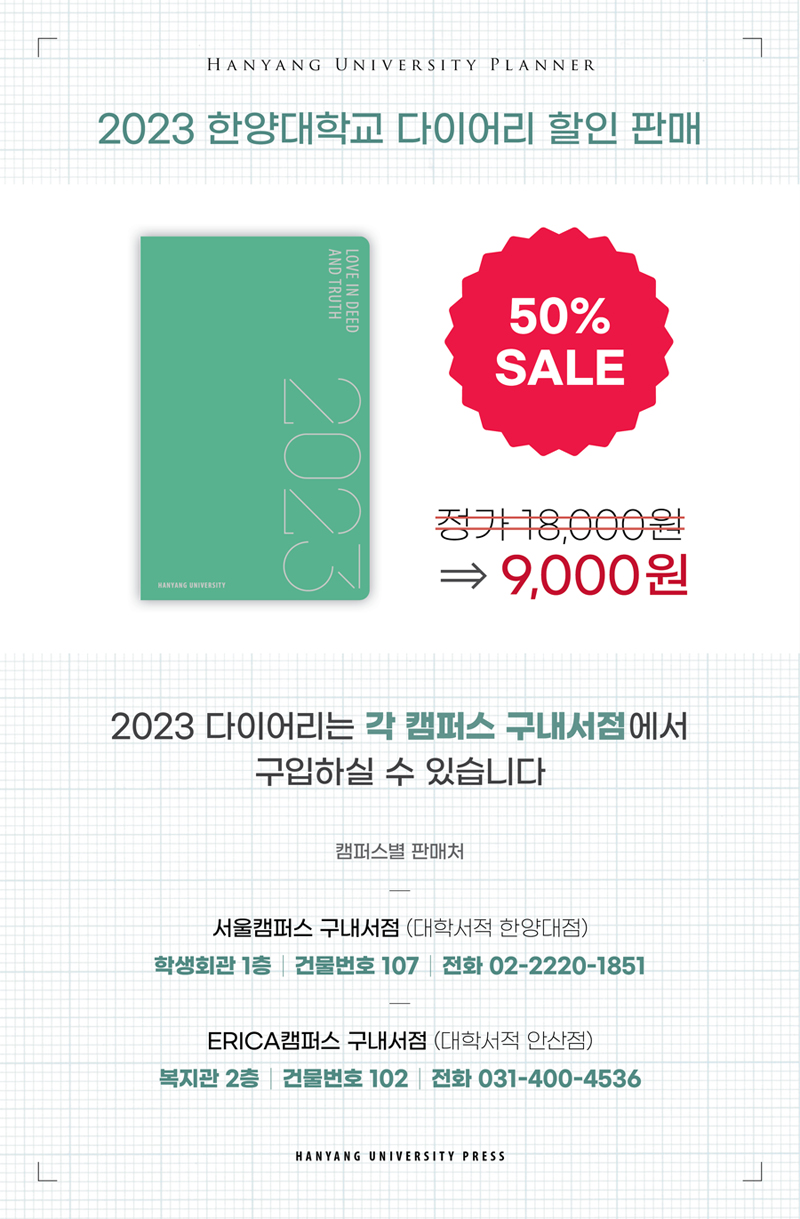 HANYANG UNIVERSITY PLANNER
2023 한양대학교 다이어리 할인 판매
LOVE IN DEED
AND TRUTH
2023
HANYANG UNIVERSITY
50%
SALE
정가 18,000원
⇒ 9,000원
2023 다이어리는 각 캠퍼스 구내서점에서
구입하실 수 있습니다
캠퍼스별 판매처
서울캠퍼스 구내서점 (대학서적 한양대점)
학생회관 1층 | 건물번호 107 | 전화 02-2220-1851
ERICA캠퍼스 구내서점 (대학서적 안산점)
복지관 2층 | 건물번호 102 | 전화 031-400-4536
HANYANG UNIVERSITY PRESS